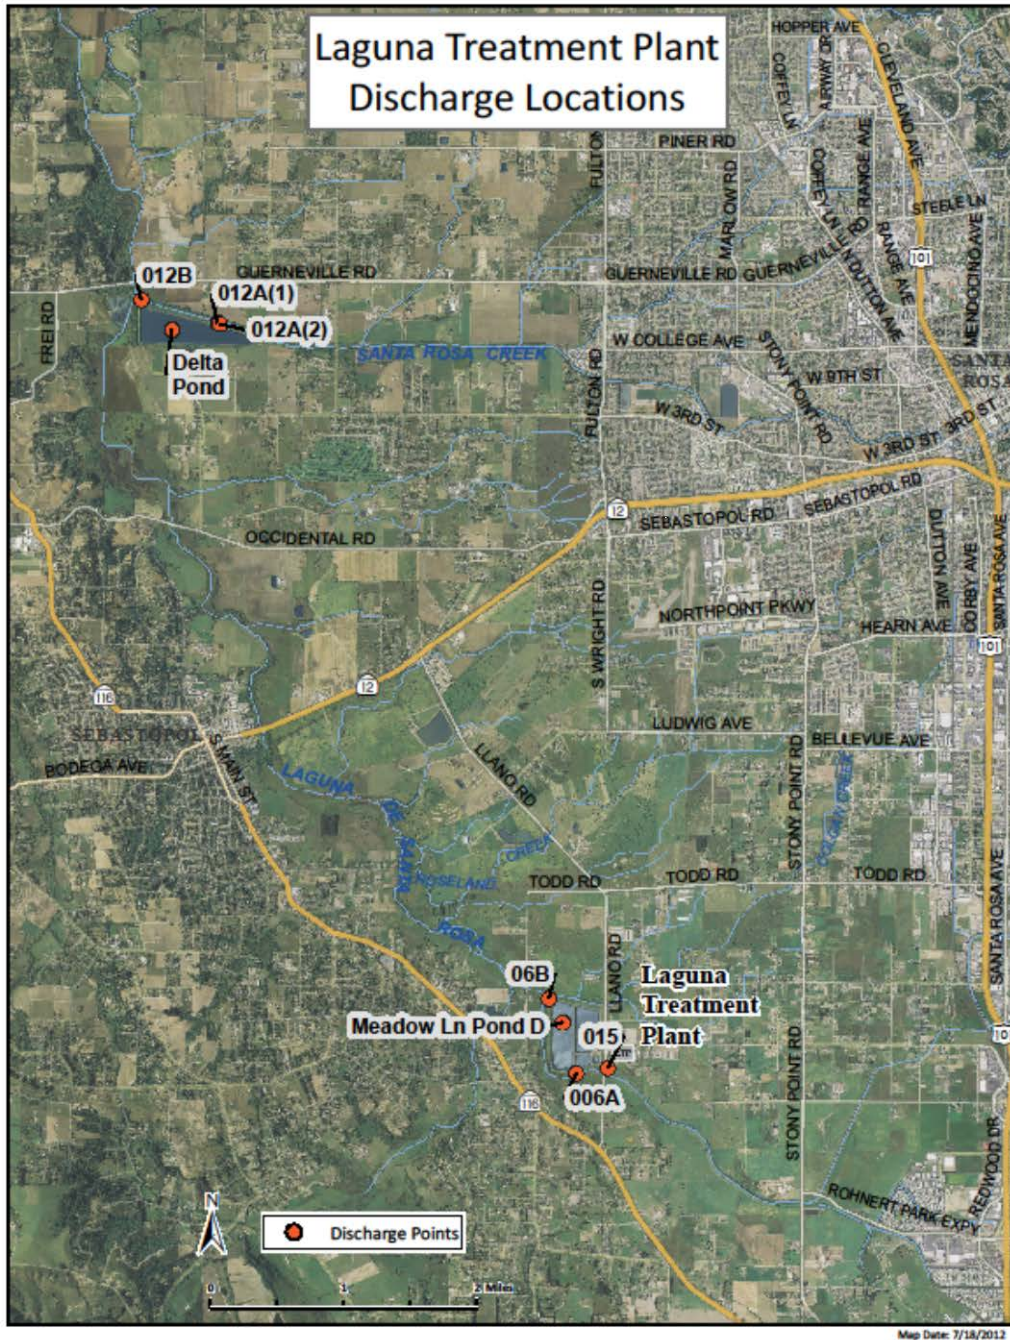 Laguna Treatment Plant
Discharge Locations
HOPPER AVE
COFFEY LN
AIRWAY DR
CLEVELAND AVE
PINER RD
FULTON
MARLOW RD
COFFEY LN
RANGE AVE
STEELE LN
GUERNEVILLE RD
GUERNEVILLE RD
GUERNEVILLE RD
W DUTTON AVE
RANGE AVE
101
MENDOCINO AVE
012B
012A(1)
012A(2)
Delta
Pond
FREI RD
SANTA ROSA CREEK
W COLLEGE AVE
FULTON RD
STONY POINT RD
W 9TH ST
SANTA
ROSA
W 3RD ST
W 3RD ST
3RD ST
12
SEBASTOPOL RD
SEBASTOPOL RD
OCCIDENTAL RD
DUTTON AVE
CORBY AVE
SANTA ROSA AVE
S WRIGHT RD
NORTHPOINT PKWY
HEARN AVE
101
116
12
LUDWIG AVE
BELLEVUE AVE
SEBASTOPOL
BODEGA AVE
S MAIN ST
LAGUNA
DE SANTA
ROSA
LLANO RD
STONY POINT RD
COLGAN CREEK
CREEK
ROSELAND
TODD RD
TODD RD
TODD RD
SANTA ROSA AVE
06B
LLANO RD
Laguna
Treatment
Plant
Meadow Ln Pond D
015
006A
116
STONY POINT RD
10
REDWOOD DR
ROHNERT PARK EXPY
N
Discharge Points
0 1 2 Miles
Map Date: 7/18/2012